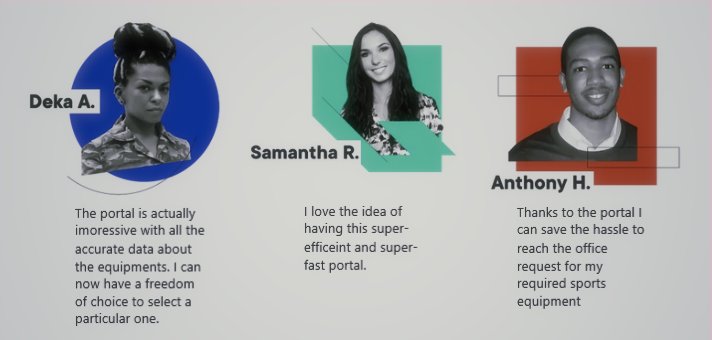 Deka A.
The portal is actually
imoressive with all the
accurate data about
the equipments. I can
now have a freedom
of choice to select a
particular one.
Samantha R.
I love the idea of
having this super-
efficeint and super-
fast portal.
Anthony H.
Thanks to the portal I
can save the hassle to
reach the office
request for my
required sports
equipment